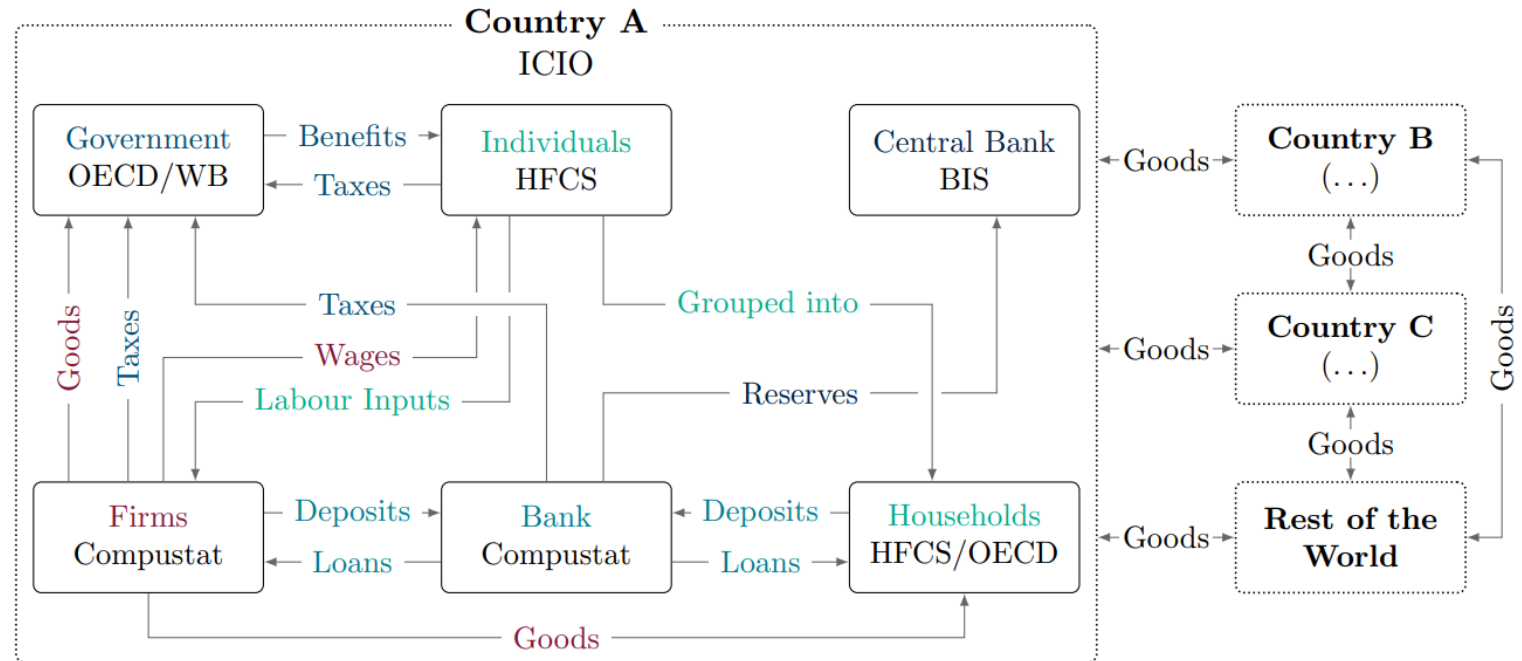 Country A
ICIO
Government
OECD/WB
Benefits
Taxes
Individuals
HFCS
Central Bank
BIS
Goods
Country B
(...)
Goods
Taxes
Taxes
Wages
Labour Inputs
Grouped into
Reserves
Goods
Goods
Country C
(...)
Goods
Goods
Firms
Compustat
Deposits
Loans
Bank
Compustat
Deposits
Loans
Households
HFCS/OECD
Goods
Rest of the
World
Goods